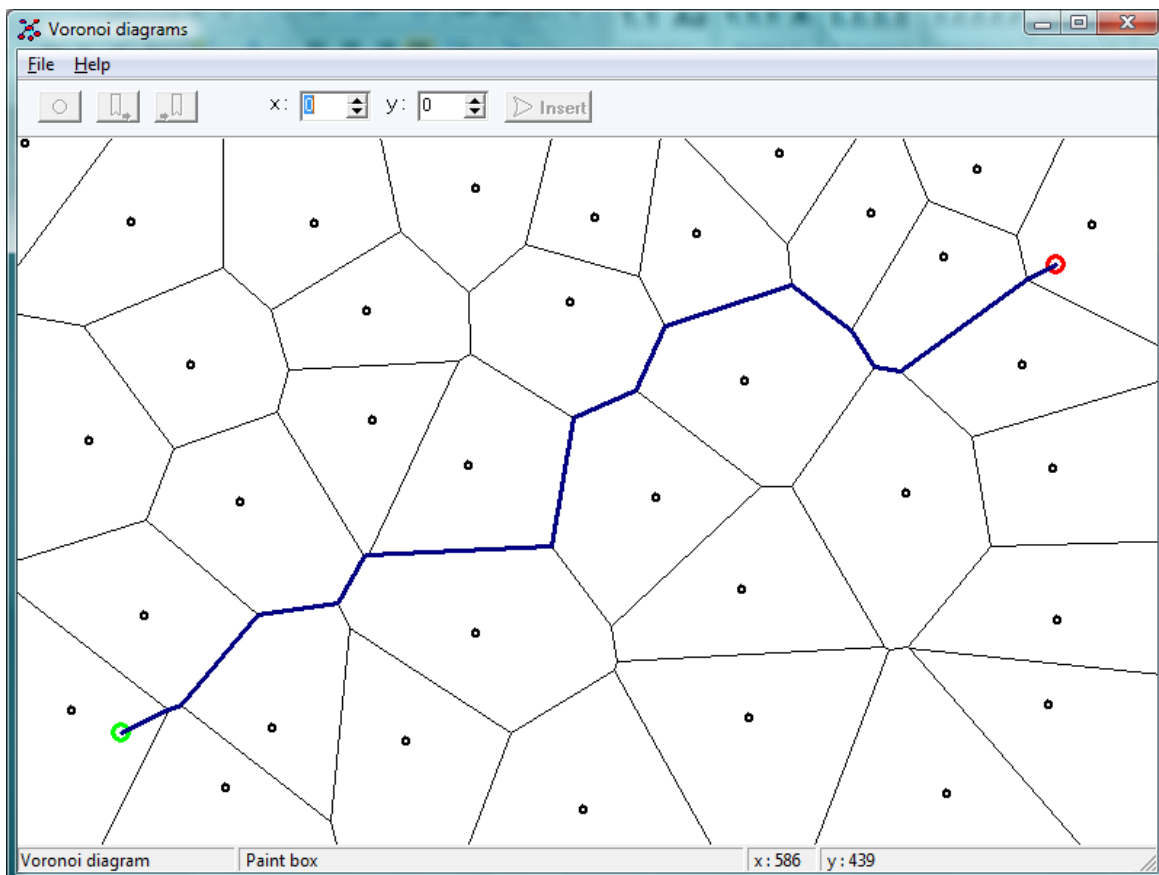 Voronoi diagrams
File Help
x: 0 y: 0 Insert
Voronoi diagram Paint box x: 586 y: 439